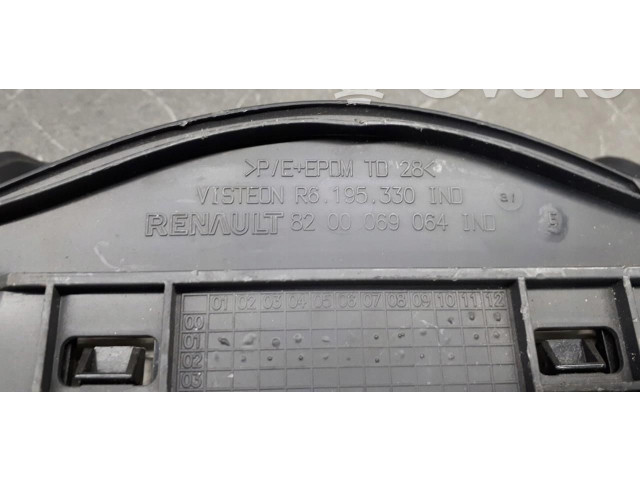 >P/E+EPDM TD 28<
VISTEON R6.195.330 IND
RENAULT 82 00 069 064 IND
01 02 03 04 05 06 07 08 09 10 11 12
00
01
02
03